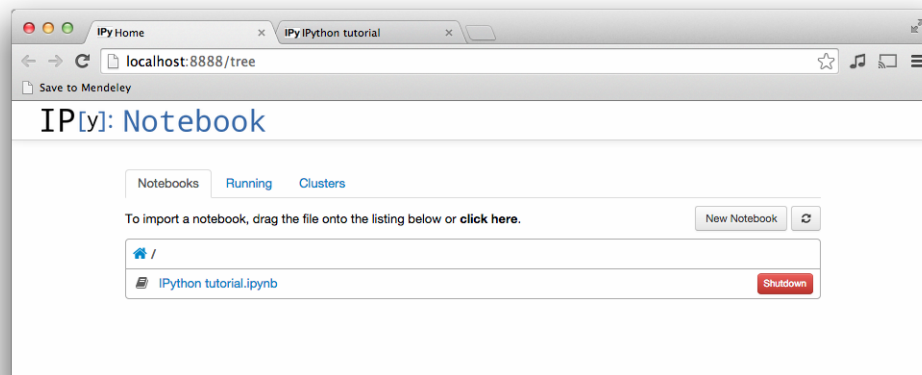 IPy Home
IPy IPython tutorial
localhost:8888/tree
Save to Mendeley
IP[y]: Notebook
Notebooks Running Clusters
To import a notebook, drag the file onto the listing below or click here. New Notebook
/
IPython tutorial.ipynb Shutdown